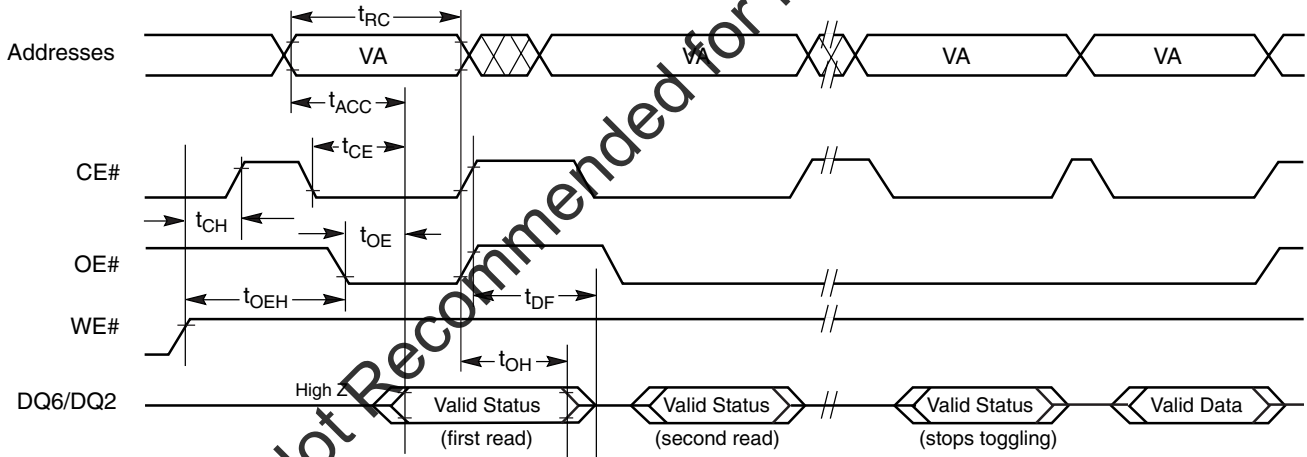 tRC
Addresses VA VA VA VA
tACC
tCE
CE#
tCH tOE
OE#
tOEH tDF
WE#
tOH
High Z
DQ6/DQ2 Valid Status Valid Status Valid Status Valid Data
(first read) (second read) (stops toggling)
Not Recommended for